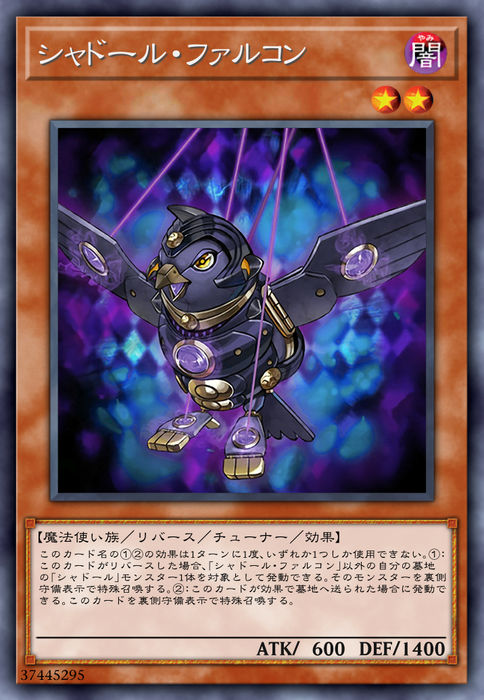 シャドール・ファルコン
やみ
闇
【魔法使い族／リバース／チューナー／効果】
このカード名の①②の効果は1ターンに1度、いずれか1つしか使用できない。①:
このカードがリバースした場合、「シャドール・ファルコン」以外の自分の墓地
の「シャドール」モンスター1体を対象として発動できる。そのモンスターを裏側
守備表示で特殊召喚する。②:このカードが効果で墓地へ送られた場合に発動でき
る。このカードを裏側守備表示で特殊召喚する。
ATK/ 600 DEF/1400
37445295